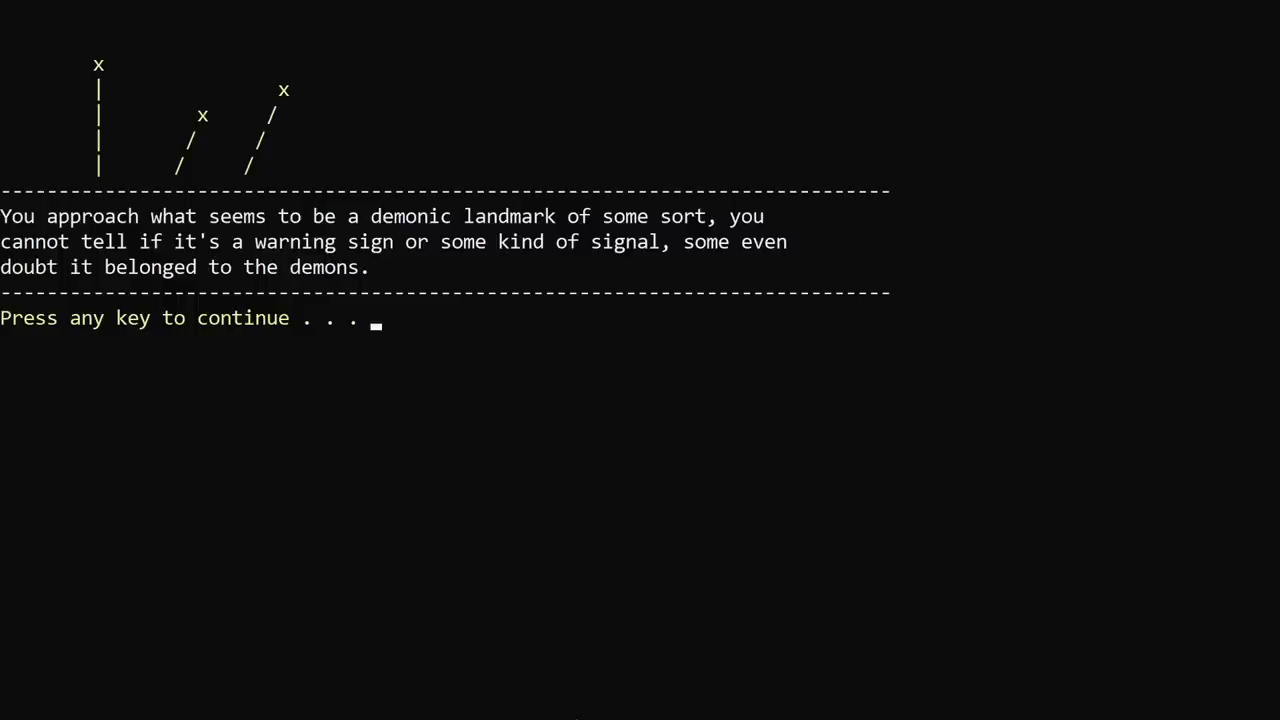 You approach what seems to be a demonic landmark of some sort, you
cannot tell if it's a warning sign or some kind of signal, some even
doubt it belonged to the demons.
Press any key to continue . . .